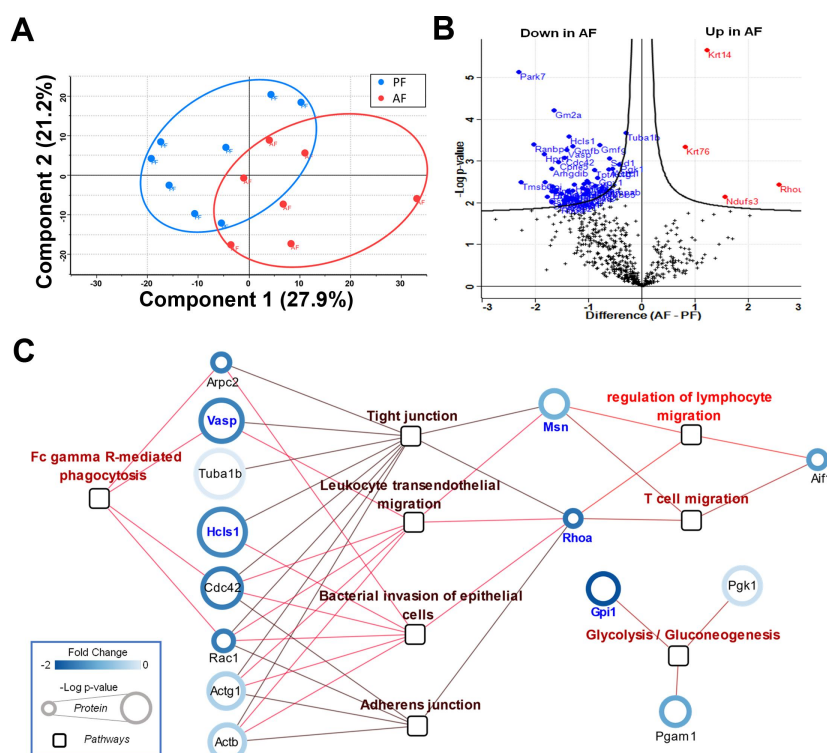 A
PF
AF
Component 2 (21.2%)
20
10
0
-10
-20
-30
-20
-10
0
10
20
30
Component 1 (27.9%)
B
Down in AF
Up in AF
-Log p-value
5
4
3
2
1
0
Krt14
Park7
Gm2a
Tuba1b
Hcls1
Ranbp1
Gmfb
Gmfg
Vasp
Cdc42
Krt76
Tmsb
Ndufs3
Rhou
-3
-2
-1
0
1
2
3
Difference (AF - PF)
C
Arpc2
Vasp
Tuba1b
Hcls1
Cdc42
Rac1
Actg1
Actb
Fc gamma R-mediated
phagocytosis
Tight junction
Leukocyte transendothelial
migration
Bacterial invasion of epithelial
cells
Adherens junction
Msn
Rhoa
regulation of lymphocyte
migration
T cell migration
Aif1
Gpi1
Pgk1
Glycolysis / Gluconeogenesis
Pgam1
Fold Change
-2
0
-Log p-value
Protein
Pathways